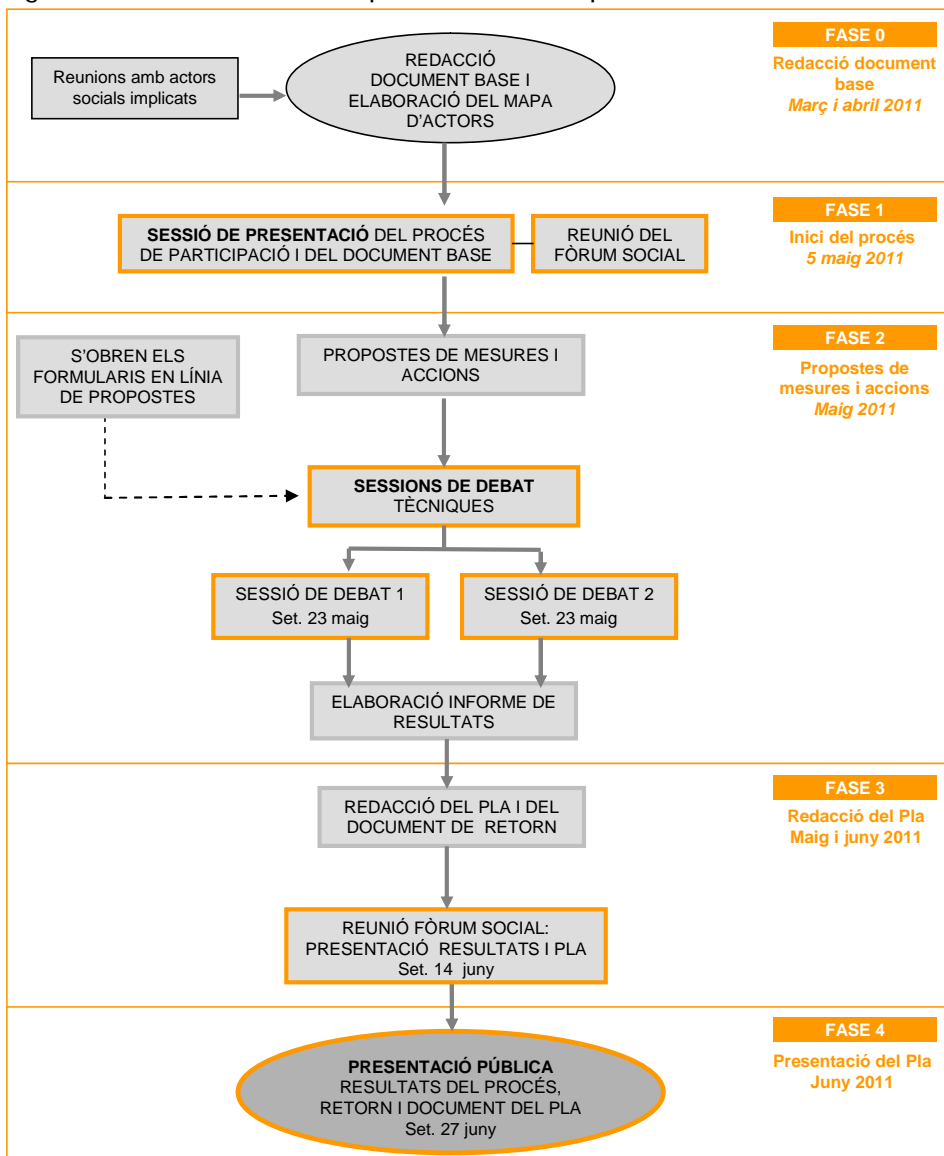 FASE 0
Redacció document
base
Març i abril 2011
Reunions amb actors
socials implicats
REDACCIÓ
DOCUMENT BASE I
ELABORACIÓ DEL MAPA
D'ACTORS
FASE 1
Inici del procés
5 maig 2011
SESSIÓ DE PRESENTACIÓ DEL PROCÉS
DE PARTICIPACIÓ I DEL DOCUMENT BASE
REUNIÓ DEL
FÒRUM SOCIAL
FASE 2
Propostes de
mesures i accions
Maig 2011
S'OBREN ELS
FORMULARIS EN LÍNIA
DE PROPOSTES
PROPOSTES DE MESURES I
ACCIONS
SESSIONS DE DEBAT
TÈCNIQUES
SESSIÓ DE DEBAT 1
Set. 23 maig
SESSIÓ DE DEBAT 2
Set. 23 maig
ELABORACIÓ INFORME DE
RESULTATS
FASE 3
Redacció del Pla
Maig i juny 2011
REDACCIÓ DEL PLA I DEL
DOCUMENT DE RETORN
REUNIÓ FÒRUM SOCIAL:
PRESENTACIÓ RESULTATS I PLA
Set. 14 juny
FASE 4
Presentació del Pla
Juny 2011
PRESENTACIÓ PÚBLICA
RESULTATS DEL PROCÉS,
RETORN I DOCUMENT DEL PLA
Set. 27 juny